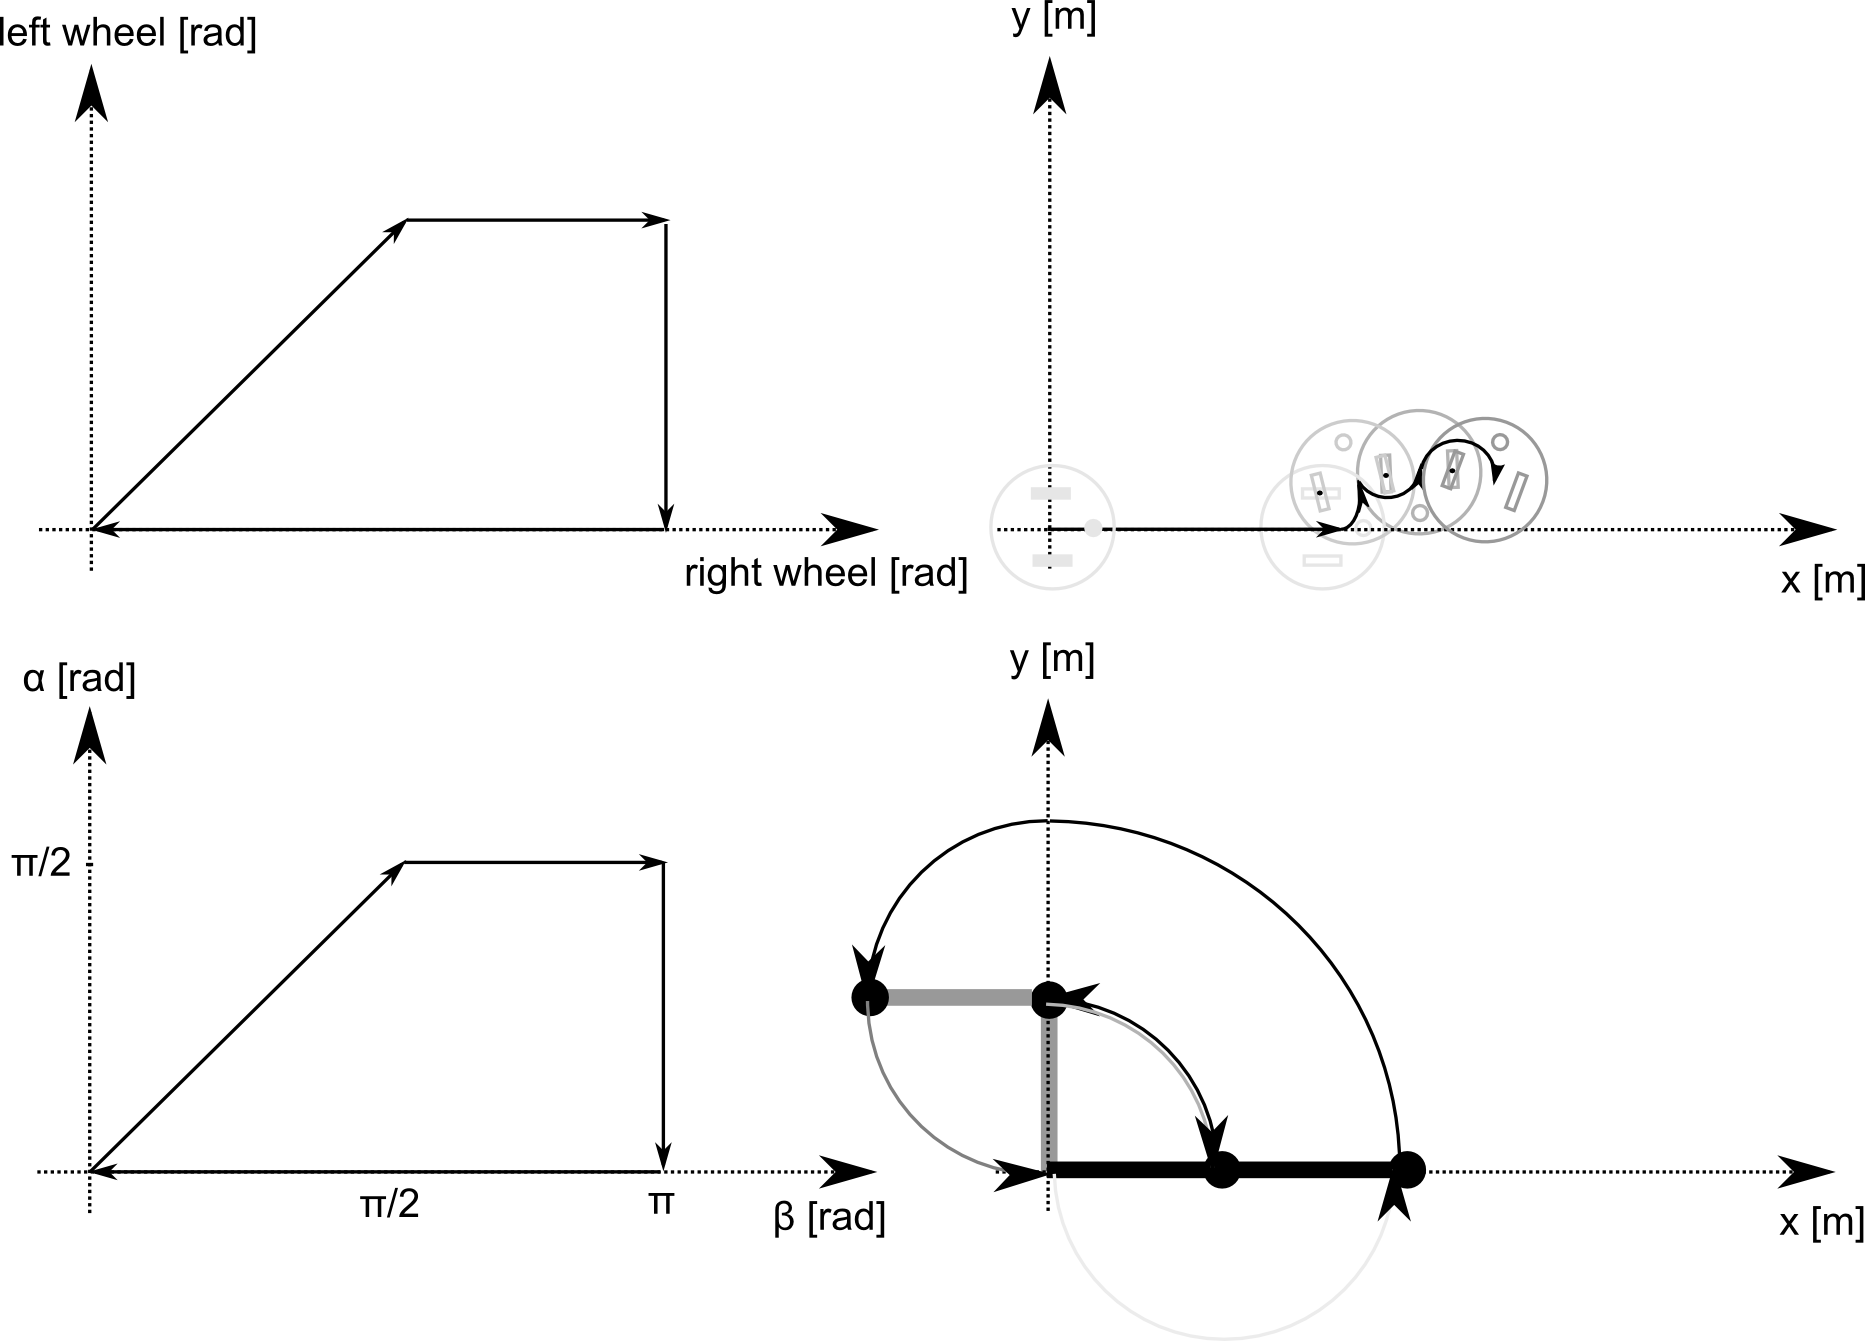 left wheel [rad]
y [m]
right wheel [rad]
x [m]
α [rad]
y [m]
π/2
π/2
π
β [rad]
x [m]